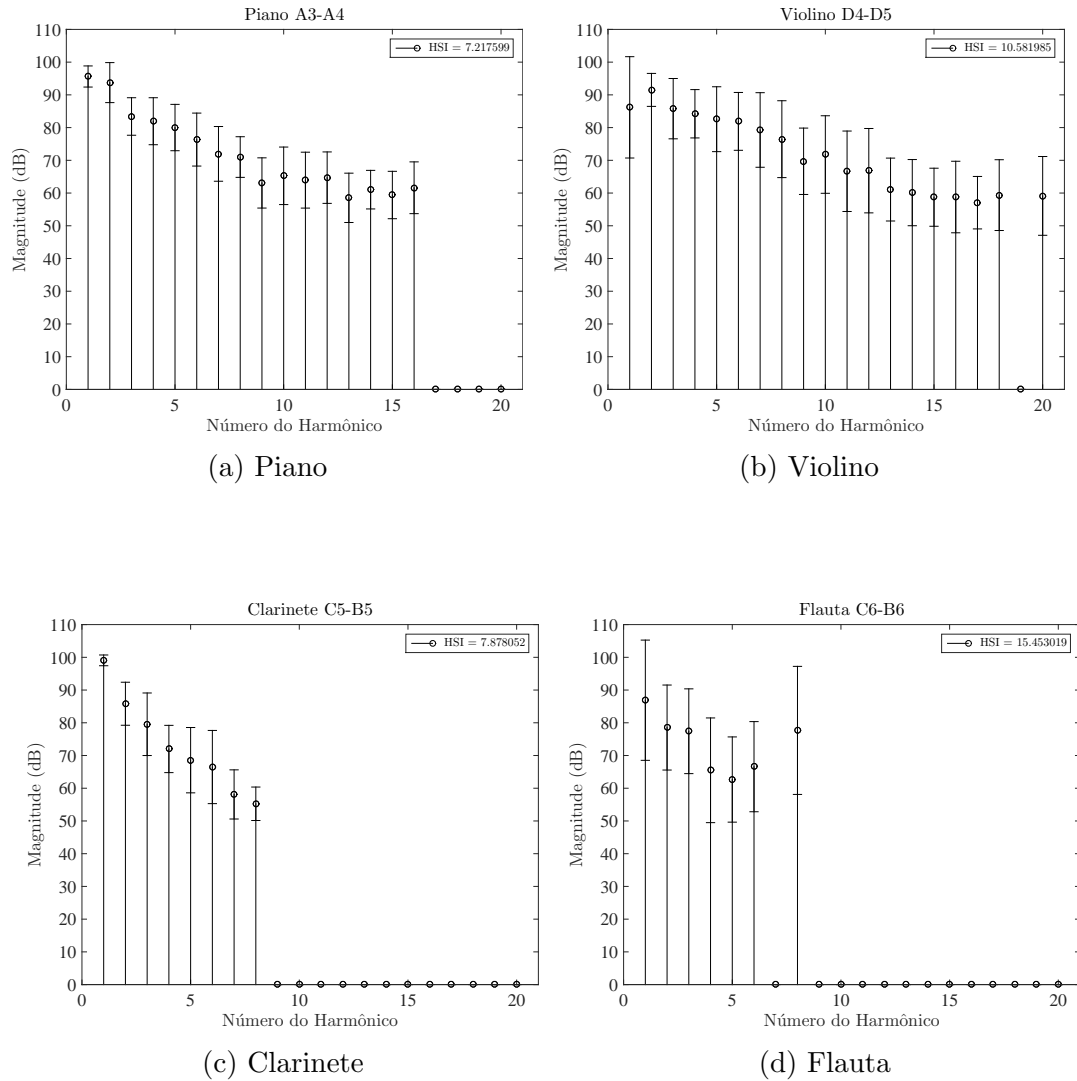 Piano A3-A4
HSI = 7.217599
Magnitude (dB)
110
100
90
80
70
60
50
40
30
20
10
0
0 5 10 15 20
Número do Harmônico
(a) Piano
Violino D4-D5
HSI = 10.581985
Magnitude (dB)
110
100
90
80
70
60
50
40
30
20
10
0
0 5 10 15 20
Número do Harmônico
(b) Violino
Clarinete C5-B5
HSI = 7.878052
Magnitude (dB)
110
100
90
80
70
60
50
40
30
20
10
0
0 5 10 15 20
Número do Harmônico
(c) Clarinete
Flauta C6-B6
HSI = 15.453019
Magnitude (dB)
110
100
90
80
70
60
50
40
30
20
10
0
0 5 10 15 20
Número do Harmônico
(d) Flauta